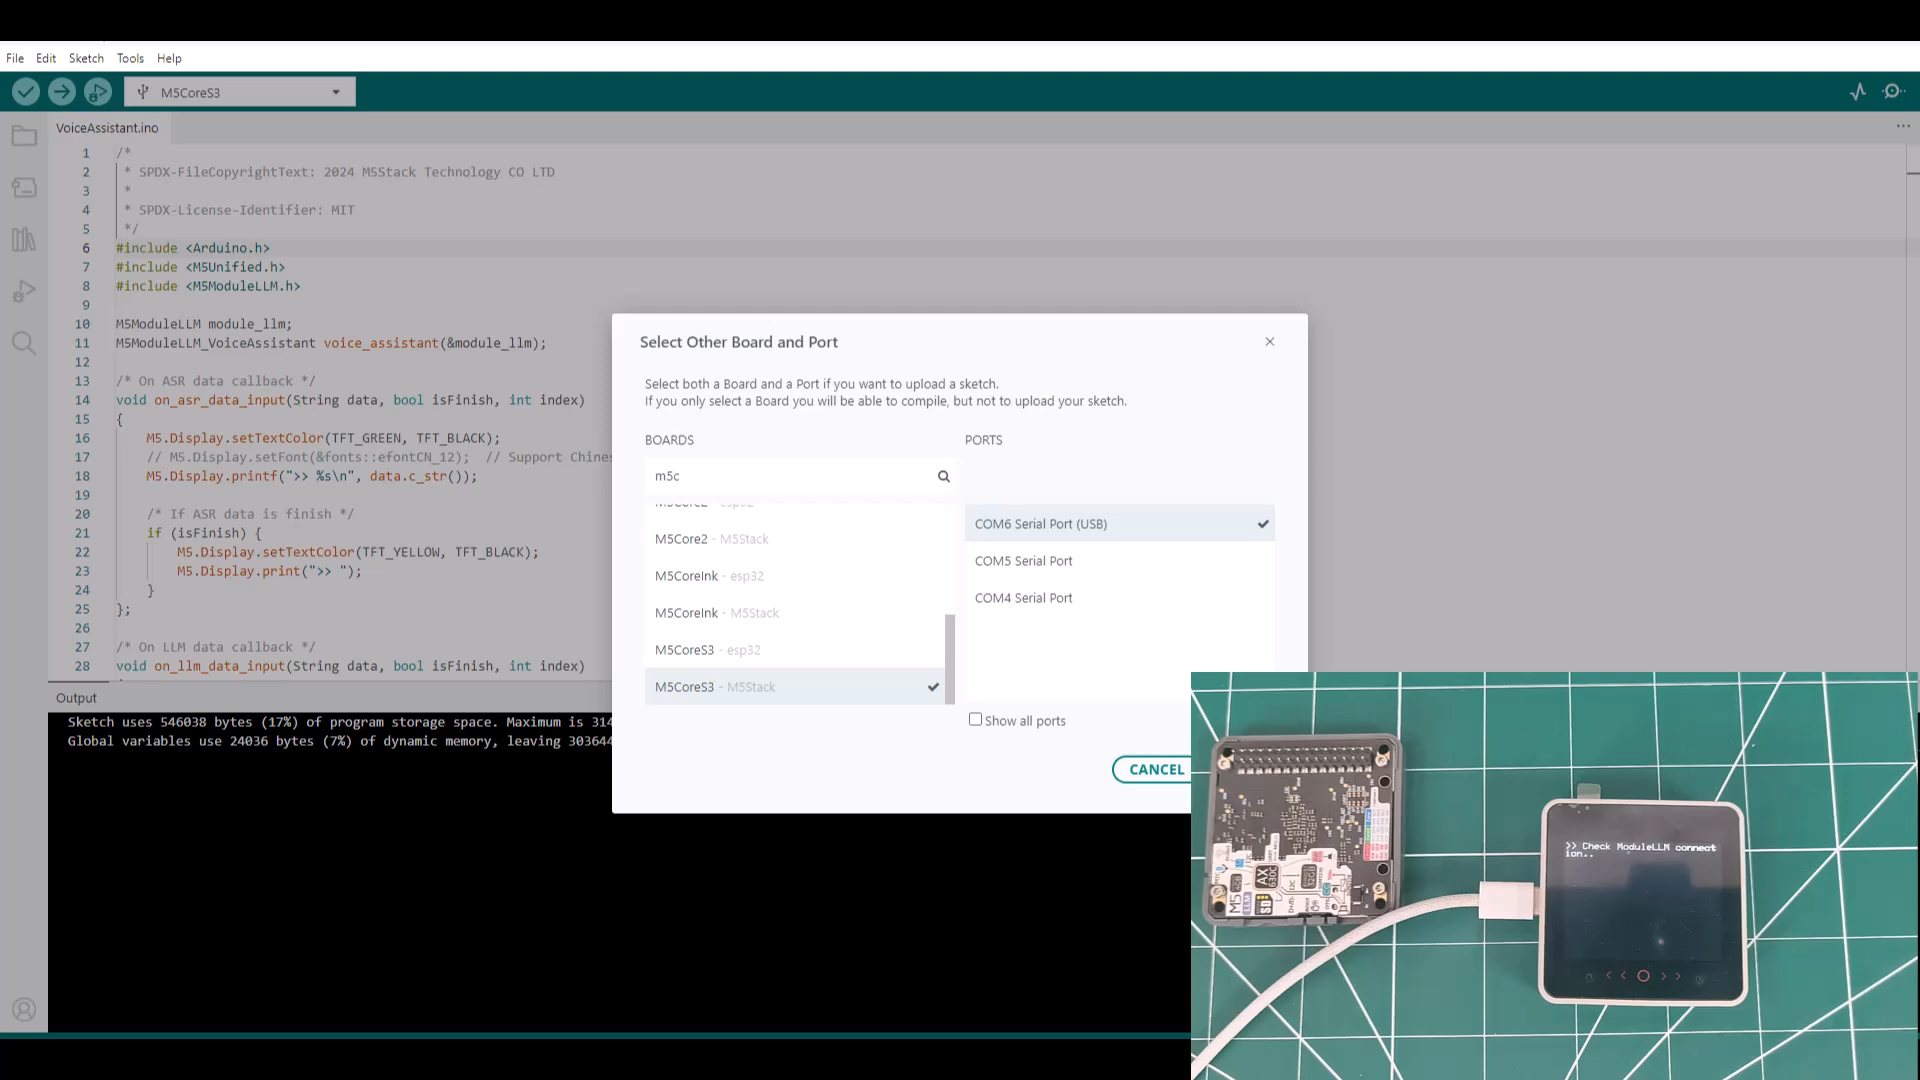 File Edit Sketch Tools Help
M5CoreS3
VoiceAssistant.ino
1 /*
2 * SPDX-FileCopyrightText: 2024 M5Stack Technology CO LTD
3 *
4 * SPDX-License-Identifier: MIT
5 */
6 #include <Arduino.h>
7 #include <M5Unified.h>
8 #include <M5ModuleLLM.h>
9
10 M5ModuleLLM module_llm;
11 M5ModuleLLM_VoiceAssistant voice_assistant(&module_llm);
12
13 /* On ASR data callback */
14 void on_asr_data_input(String data, bool isFinish, int index)
15 {
16 M5.Display.setTextColor(TFT_GREEN, TFT_BLACK);
17 // M5.Display.setFont(&fonts::efontCN_12); // Support Chines
18 M5.Display.printf(">> %s\n", data.c_str());
19
20 /* If ASR data is finish */
21 if (isFinish) {
22 M5.Display.setTextColor(TFT_YELLOW, TFT_BLACK);
23 M5.Display.print(">> ");
24 }
25 };
26
27 /* On LLM data callback */
28 void on_llm_data_input(String data, bool isFinish, int index)
Output
Sketch uses 546038 bytes (17%) of program storage space. Maximum is 314
Global variables use 24036 bytes (7%) of dynamic memory, leaving 303644
Select Other Board and Port
Select both a Board and a Port if you want to upload a sketch.
If you only select a Board you will be able to compile, but not to upload your sketch.
BOARDS
m5c
M5Core2 - esp32
M5Core2 - M5Stack
M5CoreInk - esp32
M5CoreInk - M5Stack
M5CoreS3 - esp32
M5CoreS3 - M5Stack
PORTS
COM6 Serial Port (USB)
COM5 Serial Port
COM4 Serial Port
Show all ports
CANCEL
>> Check ModuleLLM connect
ion..
M5
LLM
AX
630C
SD
32GB
I2C